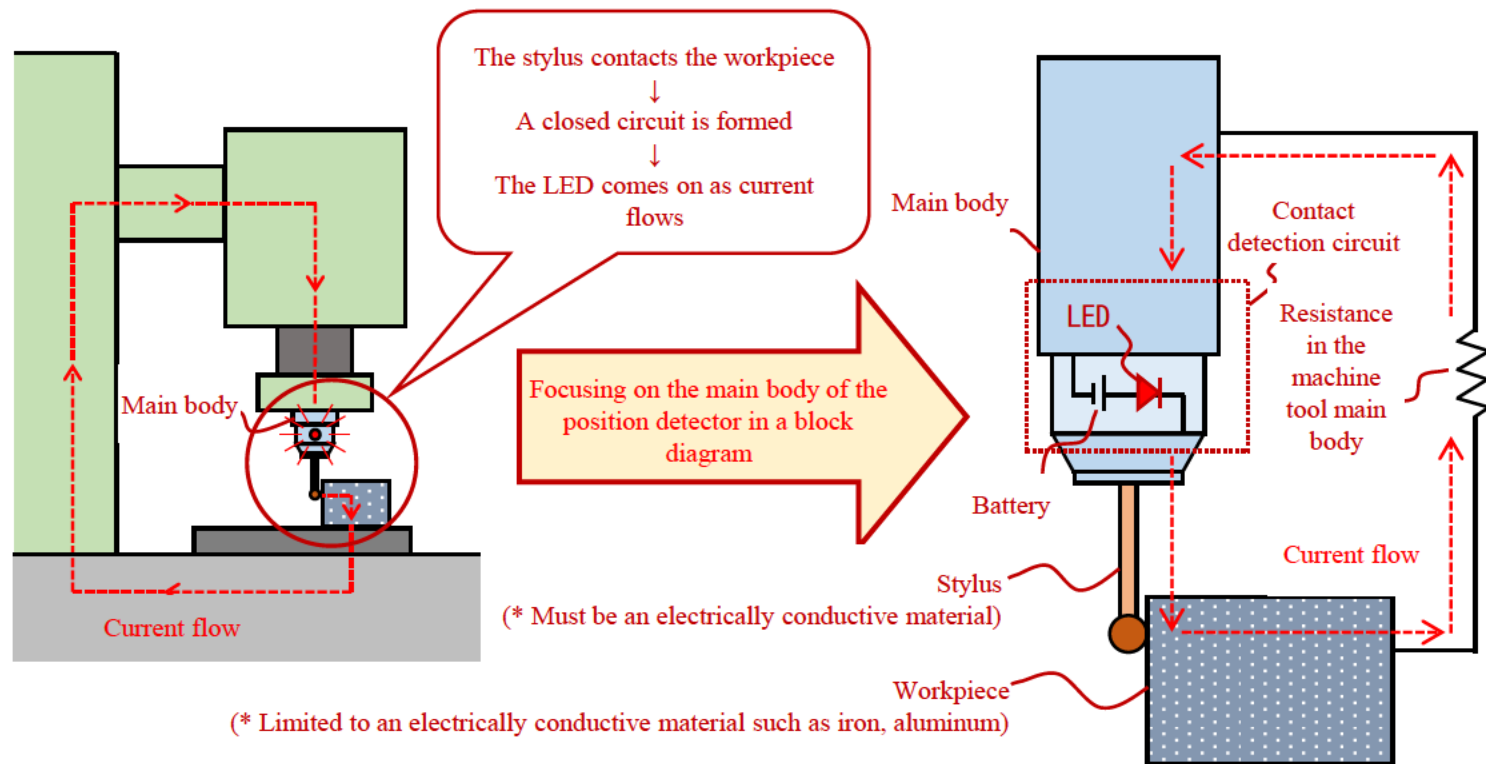 The stylus contacts the workpiece
↓
A closed circuit is formed
↓
The LED comes on as current
flows
Main body
Current flow
Focusing on the main body of the
position detector in a block
diagram
Main body
Contact
detection circuit
LED
Resistance
in the
machine
tool main
body
Battery
Current flow
Stylus
(* Must be an electrically conductive material)
Workpiece
(* Limited to an electrically conductive material such as iron, aluminum)